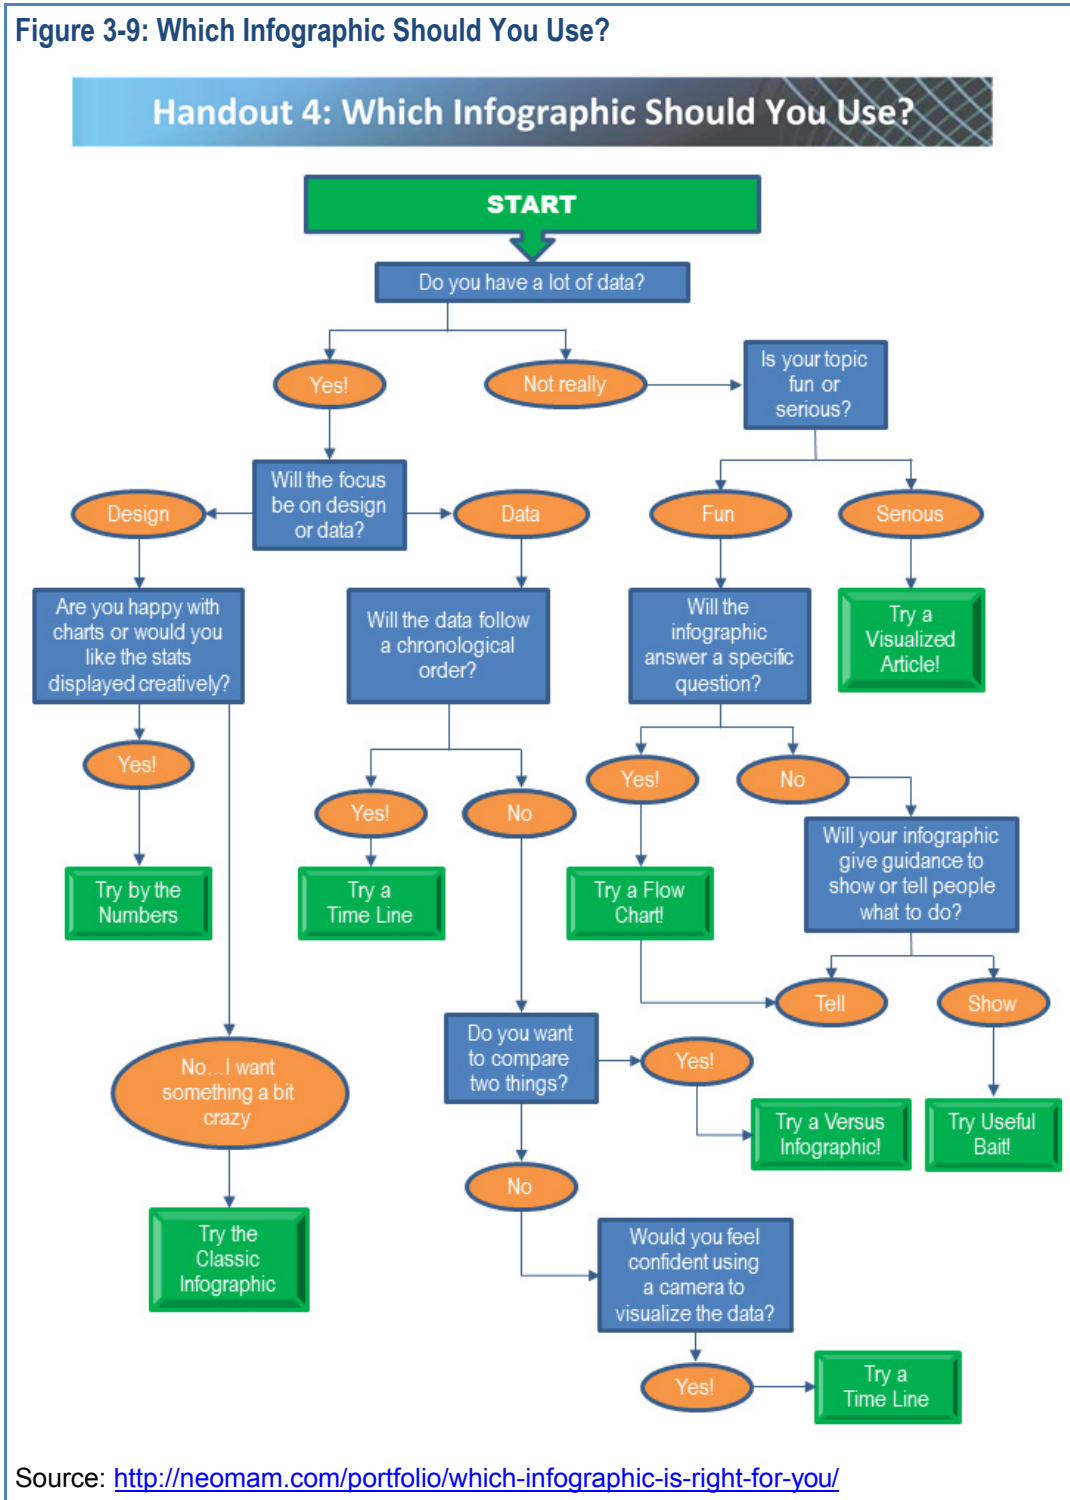 Figure 3-9: Which Infographic Should You Use?
Handout 4: Which Infographic Should You Use?
START
Do you have a lot of data?
Yes!
Not really
Is your topic
fun or
serious?
Will the focus
be on design
or data?
Design
Data
Fun
Serious
Are you happy with
charts or would you
like the stats
displayed creatively?
Will the data follow
a chronological
order?
Will the
infographic
answer a specific
question?
Try a
Visualized
Article!
Yes!
Yes!
No
Yes!
No
Try by the
Numbers
Try a
Time Line
Try a Flow
Chart!
Will your infographic
give guidance to
show or tell people
what to do?
Tell
Show
No...I want
something a bit
crazy
Do you want
to compare
two things?
Yes!
Try a Versus
Infographic!
Try Useful
Bait!
No
Try the
Classic
Infographic
Would you feel
confident using
a camera to
visualize the data?
Yes!
Try a
Time Line
Source: http://neomam.com/portfolio/which-infographic-is-right-for-you/